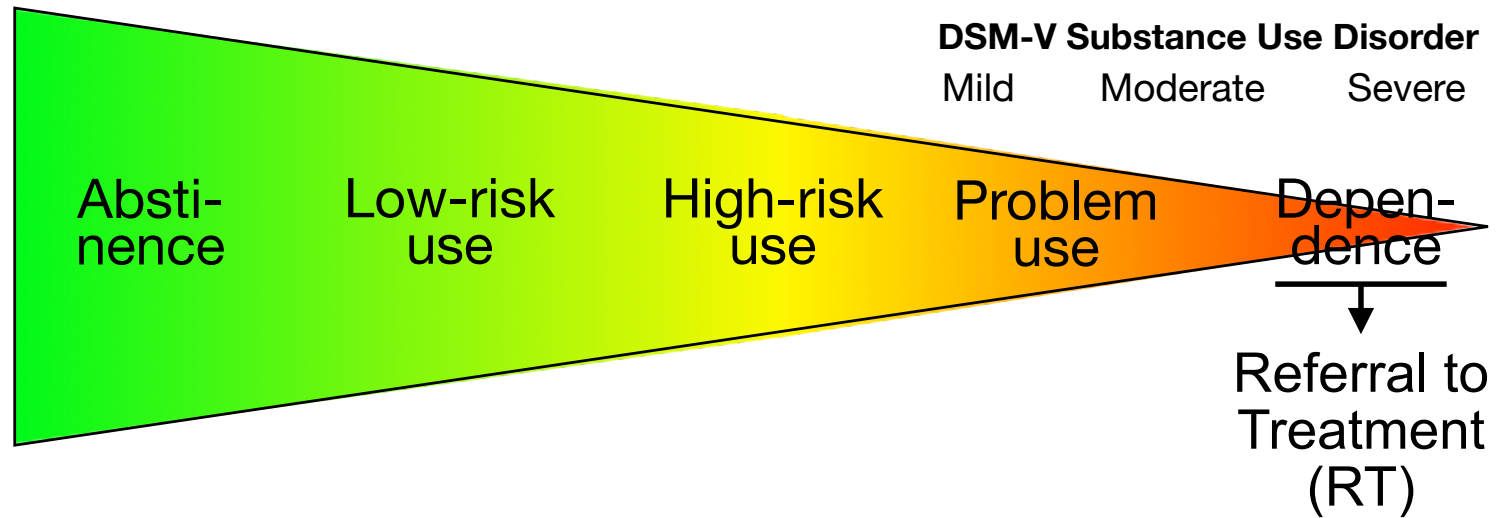 DSM-V Substance Use Disorder
Mild Moderate Severe
Absti-
nence
Low-risk
use
High-risk
use
Problem
use
Depen-
dence
Referral to
Treatment
(RT)